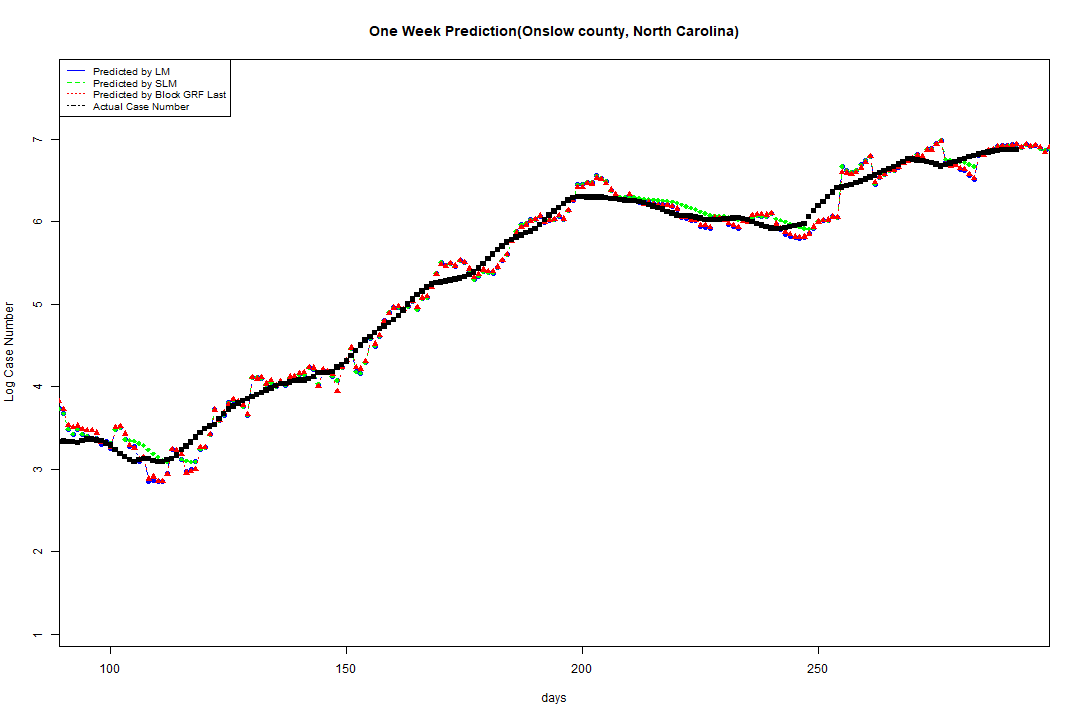 One Week Prediction(Onslow county, North Carolina)
Predicted by LM
Predicted by SLM
Predicted by Block GRF Last
Actual Case Number
7
6
5
4
3
2
1
Log Case Number
100 150 200 250
days